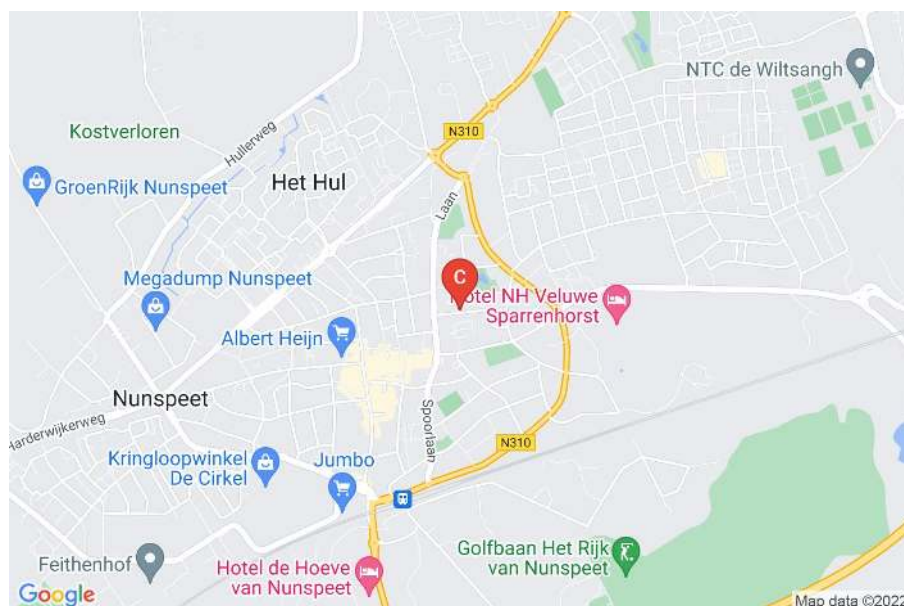 NTC de Wiltsangh
N310
Kostverloren
Hullerweg
Het Hul
GroenRijk Nunspeet
Laan
C
Megadump Nunspeet
Hotel NH Veluwe
Sparrenhorst
Albert Heijn
Nunspeet
Spoorlaan
Harderwijkerweg
N310
Kringloopwinkel
De Cirkel
Jumbo
Golfbaan Het Rijk
van Nunspeet
Feithenhof
Hotel de Hoeve
van Nunspeet
Google
Map data ©2022